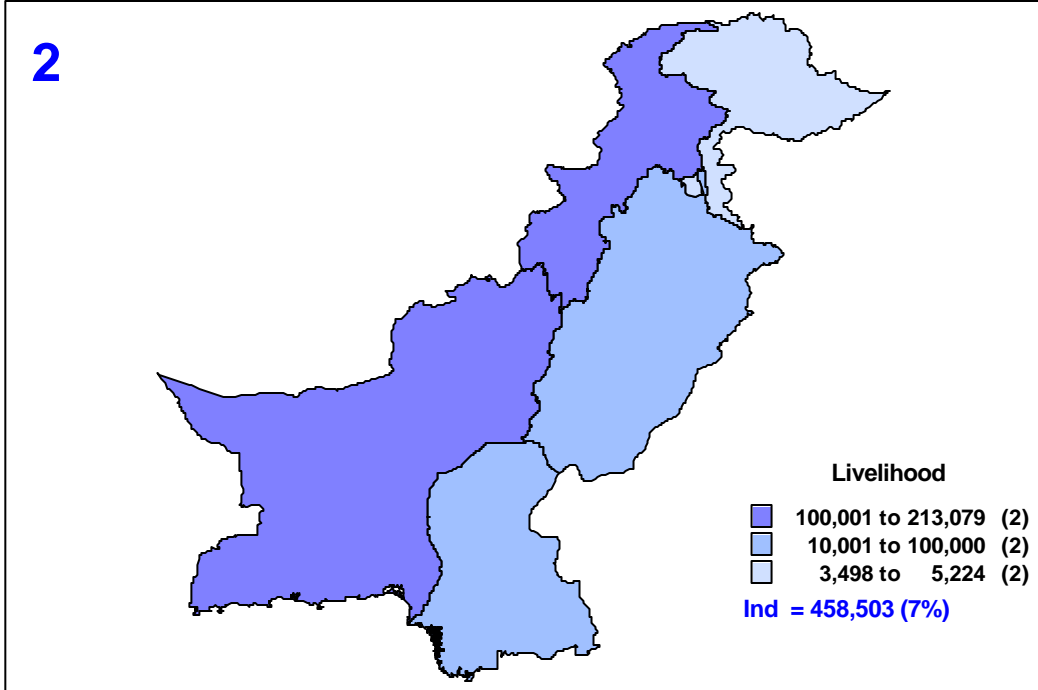 2
Livelihood
100,001 to 213,079 (2)
10,001 to 100,000 (2)
3,498 to 5,224 (2)
Ind = 458,503 (7%)